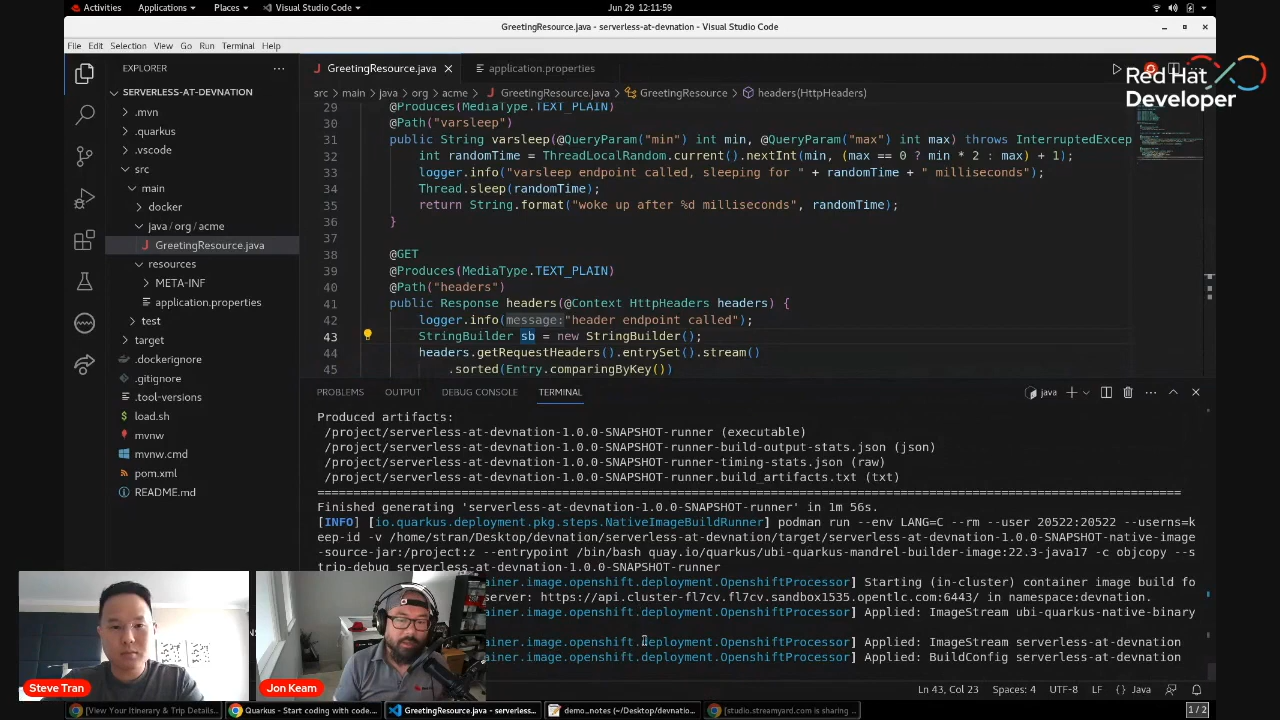 Activities Applications Places Visual Studio Code Jun 29 12:11:59
GreetingResource.java - serverless-at-devnation - Visual Studio Code
File Edit Selection View Go Run Terminal Help
EXPLORER
SERVERLESS-AT-DEVNATION
.mvn
.quarkus
.vscode
src
main
docker
java / org / acme
GreetingResource.java
resources
META-INF
application.properties
test
target
.dockerignore
.gitignore
.tool-versions
load.sh
mvnw
mvnw.cmd
pom.xml
README.md
GreetingResource.java application.properties
src > main > java > org > acme > GreetingResource.java > GreetingResource > headers(HttpHeaders)
Red Hat
Developer
29 @Produces(MediaType.TEXT_PLAIN)
30 @Path("varsleep")
31 public String varsleep(@QueryParam("min") int min, @QueryParam("max") int max) throws InterruptedExcep
32 int randomTime = ThreadLocalRandom.current().nextInt(min, (max == 0 ? min * 2 : max) + 1);
33 logger.info("varsleep endpoint called, sleeping for " + randomTime + " milliseconds");
34 Thread.sleep(randomTime);
35 return String.format("woke up after %d milliseconds", randomTime);
36 }
37
38 @GET
39 @Produces(MediaType.TEXT_PLAIN)
40 @Path("headers")
41 public Response headers(@Context HttpHeaders headers) {
42 logger.info(message:"header endpoint called");
43 StringBuilder sb = new StringBuilder();
44 headers.getRequestHeaders().entrySet().stream()
45 .sorted(Entry.comparingByKey())
PROBLEMS OUTPUT DEBUG CONSOLE TERMINAL java
Produced artifacts:
/project/serverless-at-devnation-1.0.0-SNAPSHOT-runner (executable)
/project/serverless-at-devnation-1.0.0-SNAPSHOT-runner-build-output-stats.json (json)
/project/serverless-at-devnation-1.0.0-SNAPSHOT-runner-timing-stats.json (raw)
/project/serverless-at-devnation-1.0.0-SNAPSHOT-runner.build_artifacts.txt (txt)
Finished generating 'serverless-at-devnation-1.0.0-SNAPSHOT-runner' in 1m 56s.
[INFO] [io.quarkus.deployment.pkg.steps.NativeImageBuildRunner] podman run --env LANG=C --rm --user 20522:20522 --userns=k
eep-id -v /home/stran/Desktop/devnation/serverless-at-devnation/target/serverless-at-devnation-1.0.0-SNAPSHOT-native-image
-source-jar:/project:z --entrypoint /bin/bash quay.io/quarkus/ubi-quarkus-mandrel-builder-image:22.3-java17 -c objcopy --s
trip-debug serverless-at-devnation-1.0.0-SNAPSHOT-runner
ainer.image.openshift.deployment.OpenshiftProcessor] Starting (in-cluster) container image build fo
server: https://api.cluster-fl7cv.fl7cv.sandbox1535.opentlc.com:6443/ in namespace:devnation.
ainer.image.openshift.deployment.OpenshiftProcessor] Applied: ImageStream ubi-quarkus-native-binary
ainer.image.openshift.deployment.OpenshiftProcessor] Applied: ImageStream serverless-at-devnation
ainer.image.openshift.deployment.OpenshiftProcessor] Applied: BuildConfig serverless-at-devnation
Steve Tran
Jon Keam
Ln 43, Col 23 Spaces: 4 UTF-8 LF {} Java
[View Your Itinerary & Trip Details... Quarkus - Start coding with code.... GreetingResource.java - serverless... demo_notes (~/Desktop/devnatio... [studio.streamyard.com is sharing ... 1 / 2